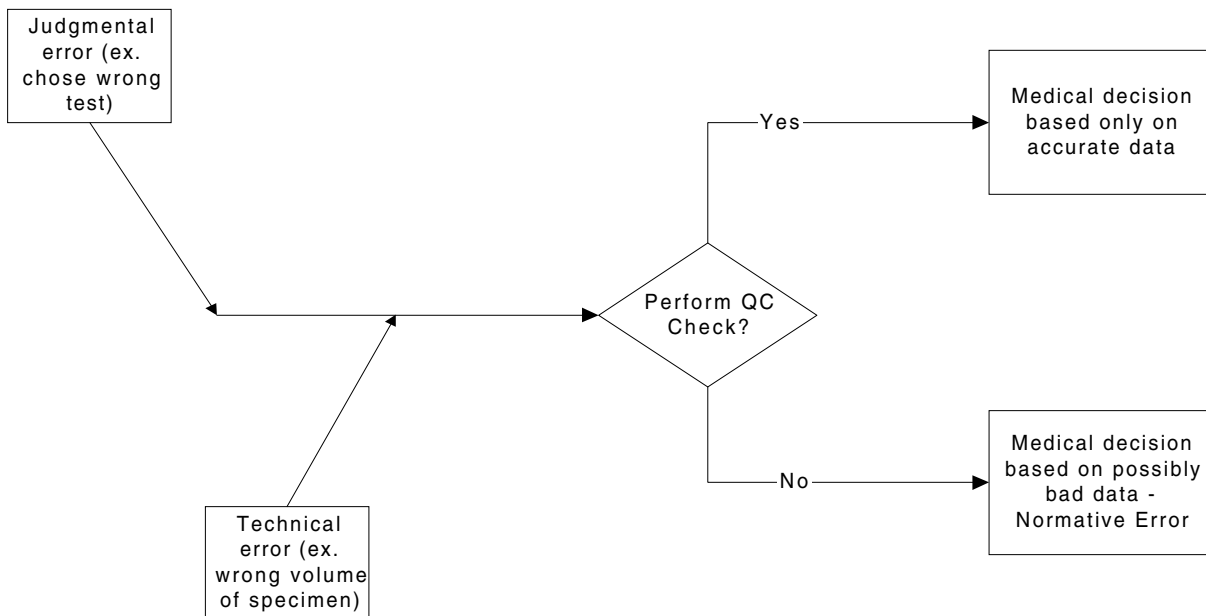 Judgmental
error (ex.
chose wrong
test)
Technical
error (ex.
wrong volume
of specimen)
Perform QC
Check?
Yes
Medical decision
based only on
accurate data
No
Medical decision
based on possibly
bad data -
Normative Error